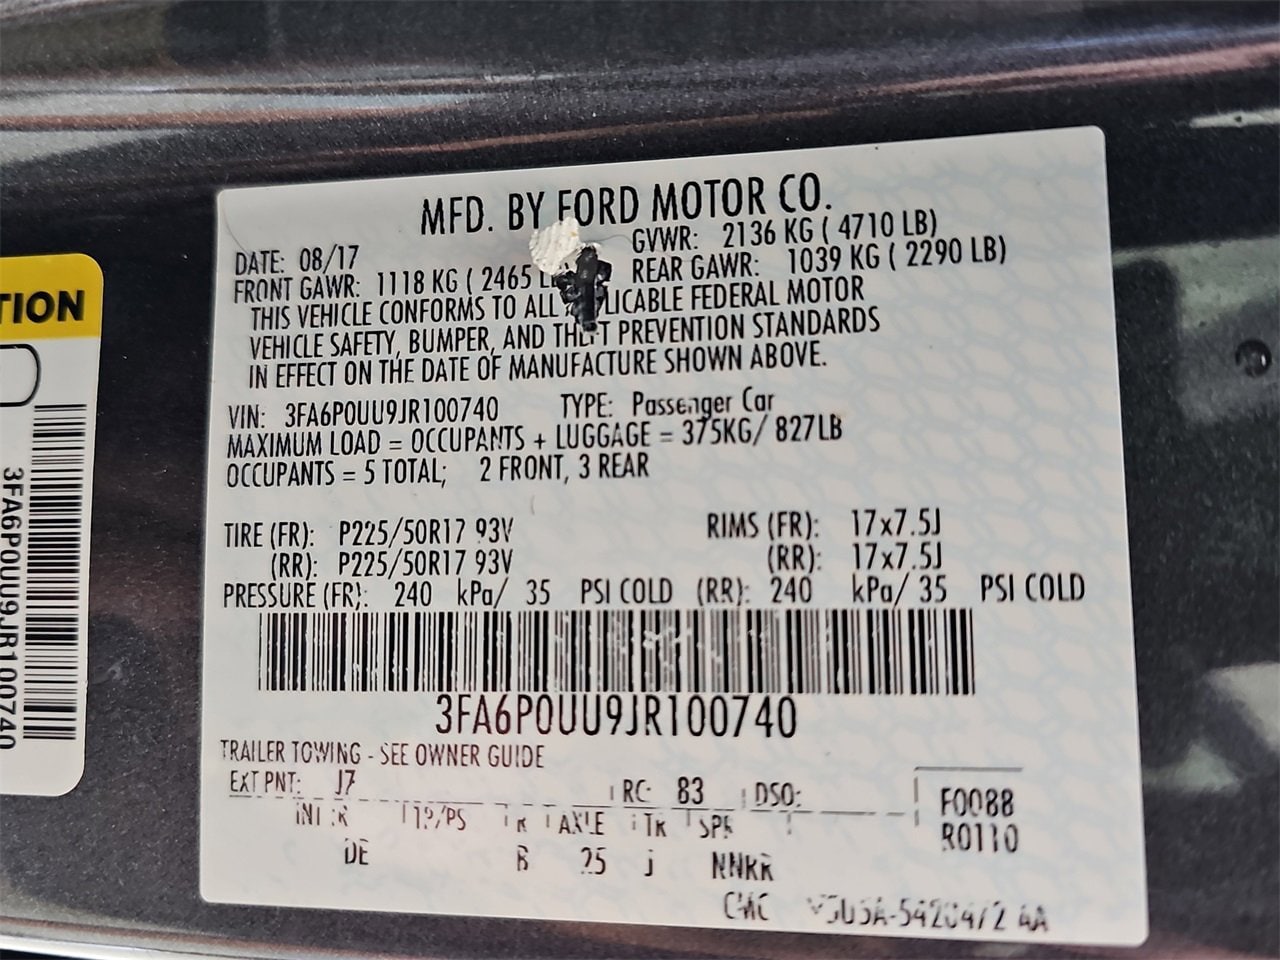 MFD. BY FORD MOTOR CO.
DATE: 08/17 GVWR: 2136 KG ( 4710 LB)
FRONT GAWR: 1118 KG ( 2465 REAR GAWR: 1039 KG ( 2290 LB)
THIS VEHICLE CONFORMS TO ALL FEDERAL MOTOR
VEHICLE SAFETY, BUMPER, AND THEFT PREVENTION STANDARDS
IN EFFECT ON THE DATE OF MANUFACTURE SHOWN ABOVE.
VIN: 3FA6P0UU9JR100740 TYPE: Passenger Car
MAXIMUM LOAD = OCCUPANTS + LUGGAGE = 375KG/ 827LB
OCCUPANTS = 5 TOTAL; 2 FRONT, 3 REAR
TIRE (FR): P225/50R17 93V RIMS (FR): 17x7.5J
(RR): P225/50R17 93V (RR): 17x7.5J
PRESSURE (FR): 240 kPa/ 35 PSI COLD (RR): 240 kPa/ 35 PSI COLD
3FA6P0UU9JR100740
TRAILER TOWING - SEE OWNER GUIDE
EXT PNT: J7 RC: 83 DSO: F0088
AXLE TR SPR R0110
DE B 25 J NNKR
TION
3FA6P0UU9JR100740